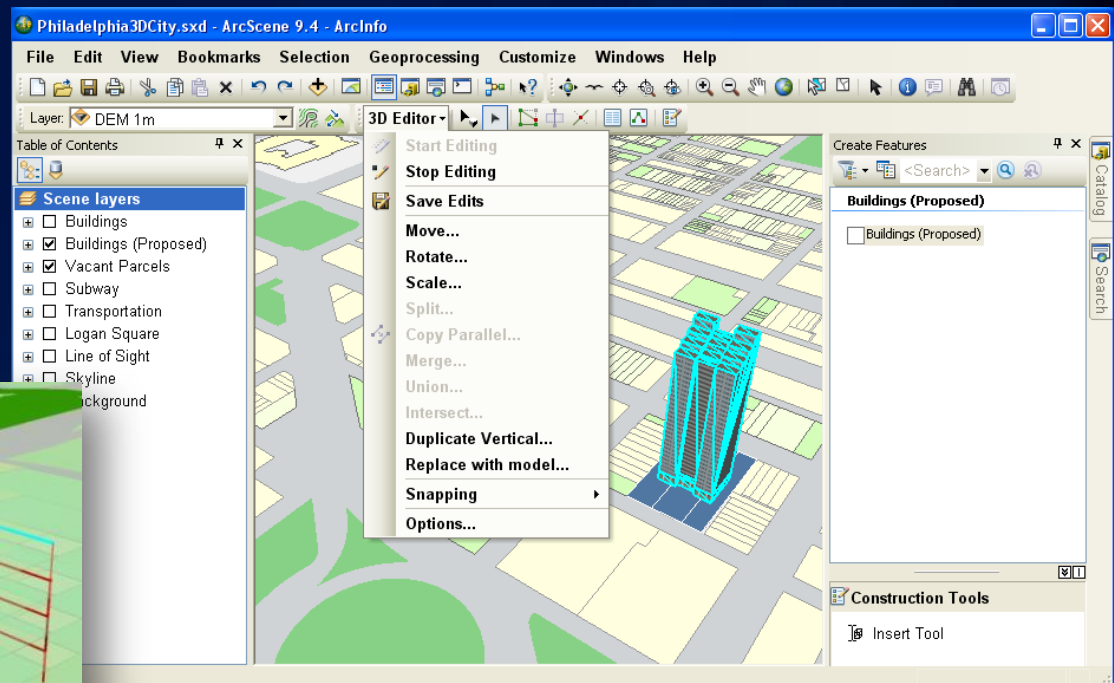 Philadelphia3DCity.sxd - ArcScene 9.4 - ArcInfo
File Edit View Bookmarks Selection Geoprocessing Customize Windows Help
Layer: DEM 1m
3D Editor
Table of Contents
Scene layers
Buildings
Buildings (Proposed)
Vacant Parcels
Subway
Transportation
Logan Square
Line of Sight
Skyline
ckground
Start Editing
Stop Editing
Save Edits
Move...
Rotate...
Scale...
Split...
Copy Parallel...
Merge...
Union...
Intersect...
Duplicate Vertical...
Replace with model...
Snapping
Options...
Create Features
<Search>
Buildings (Proposed)
Buildings (Proposed)
Construction Tools
Insert Tool
Catalog
Search